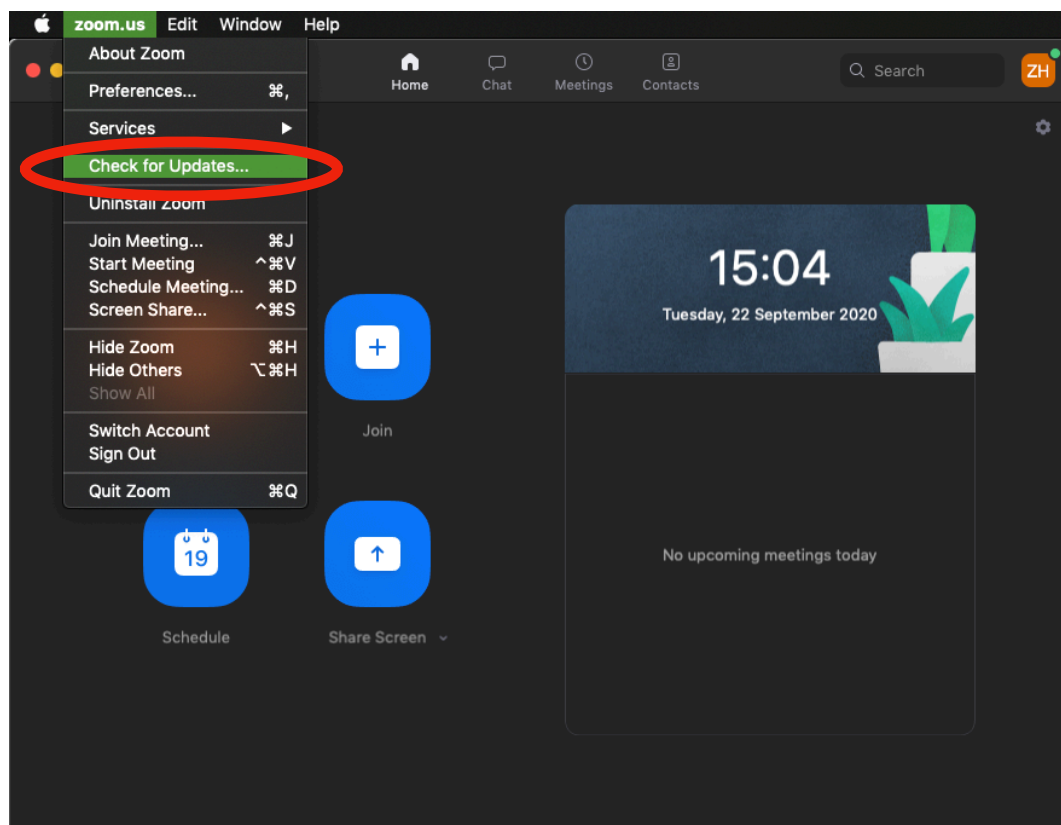 zoom.us Edit Window Help
About Zoom
Preferences... ⌘,
Services ▶
Check for Updates...
Uninstall Zoom
Join Meeting... ⌘J
Start Meeting ^⌘V
Schedule Meeting... ⌘D
Screen Share... ^⌘S
Hide Zoom ⌘H
Hide Others ⌥⌘H
Show All
Switch Account
Sign Out
Quit Zoom ⌘Q
Home Chat Meetings Contacts
Search
ZH
15:04
Tuesday, 22 September 2020
No upcoming meetings today
Join
19
Schedule
Share Screen